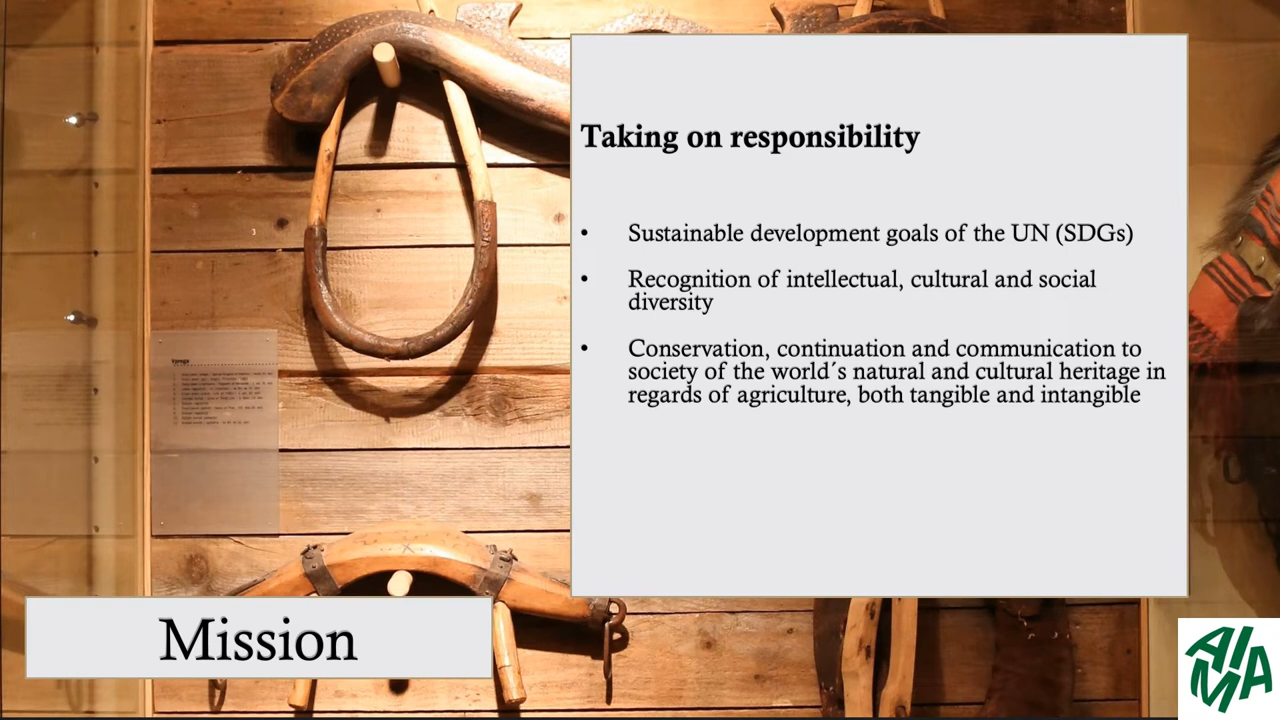 Taking on responsibility
• Sustainable development goals of the UN (SDGs)
• Recognition of intellectual, cultural and social
diversity
• Conservation, continuation and communication to
society of the world´s natural and cultural heritage in
regards of agriculture, both tangible and intangible
Mission
AIMA